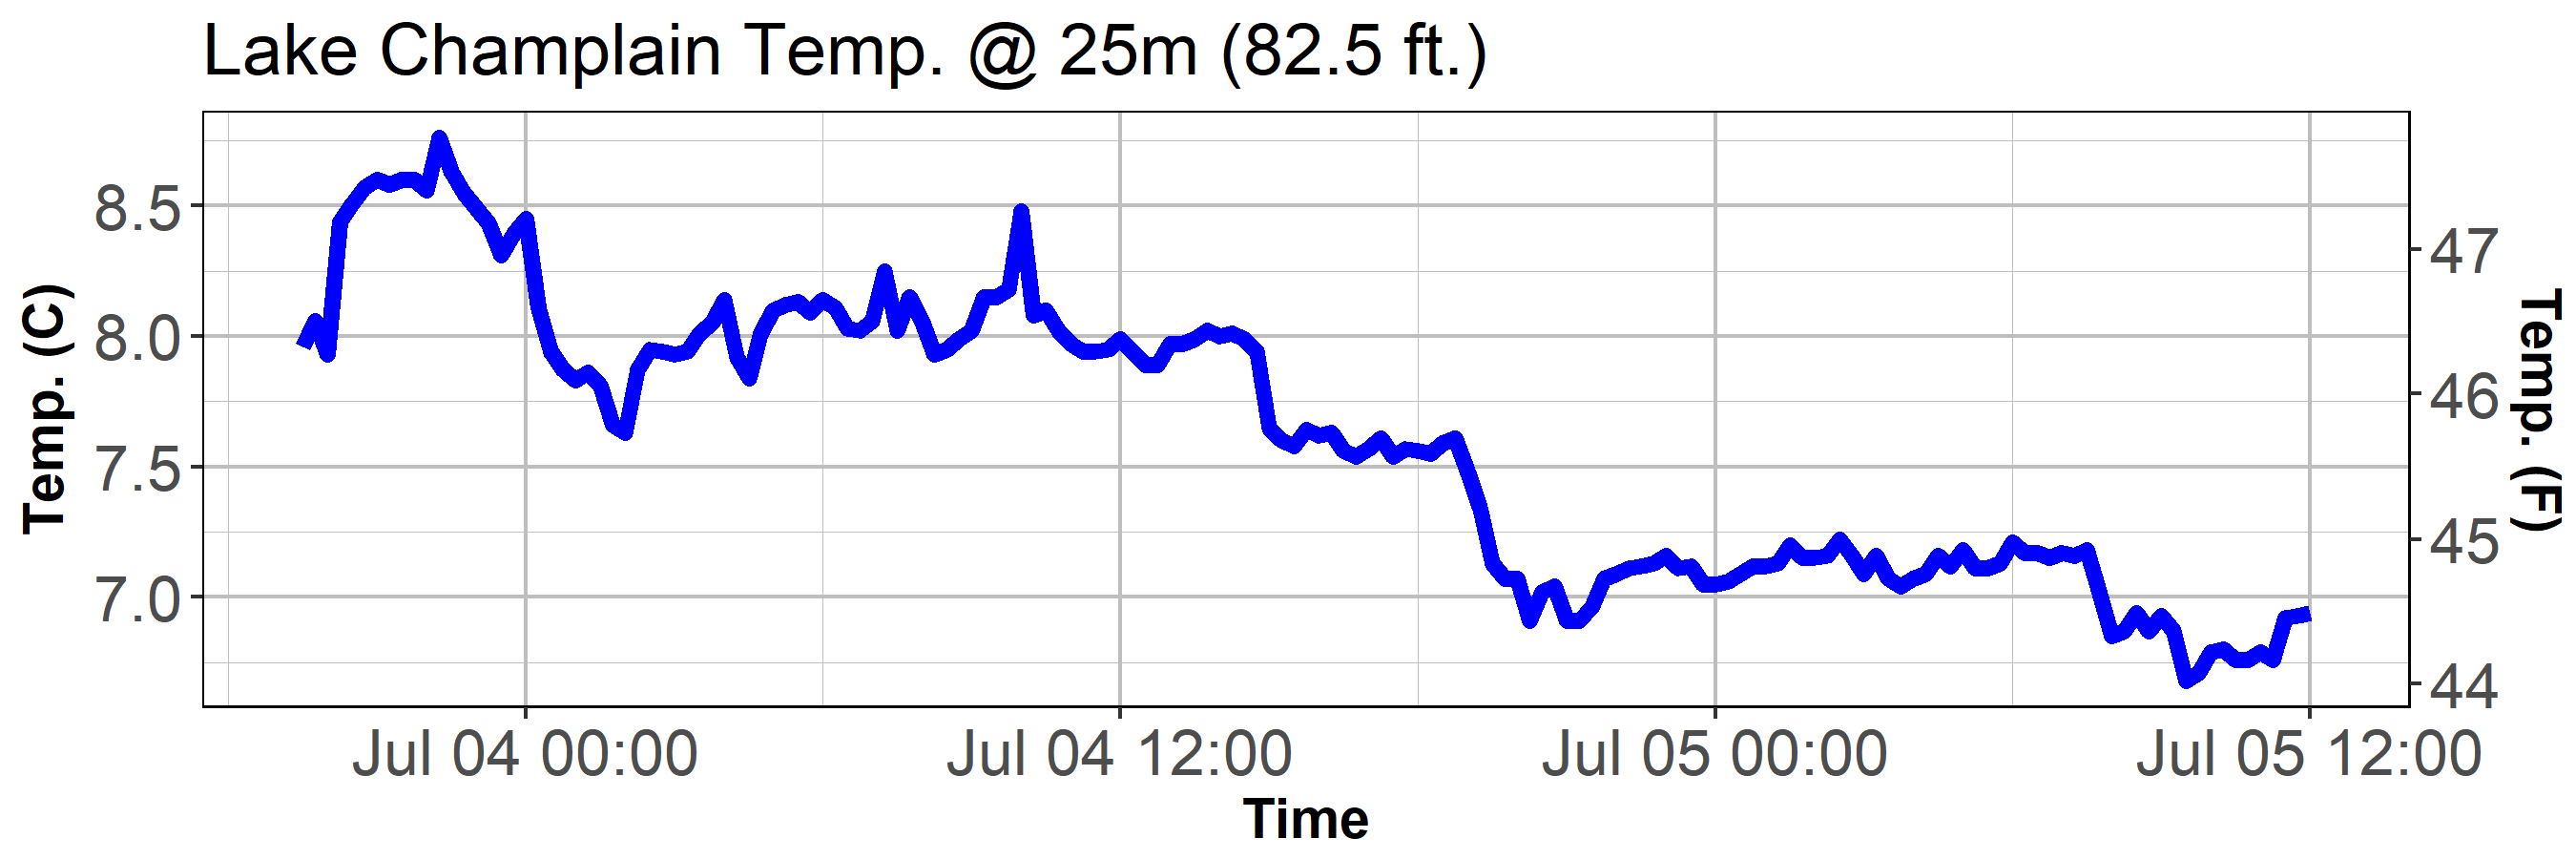 Lake Champlain Temp. @ 25m (82.5 ft.)
Temp. (C)
8.5
8.0
7.5
7.0
47
46
45
44
Temp. (F)
Jul 04 00:00
Jul 04 12:00
Jul 05 00:00
Jul 05 12:00
Time